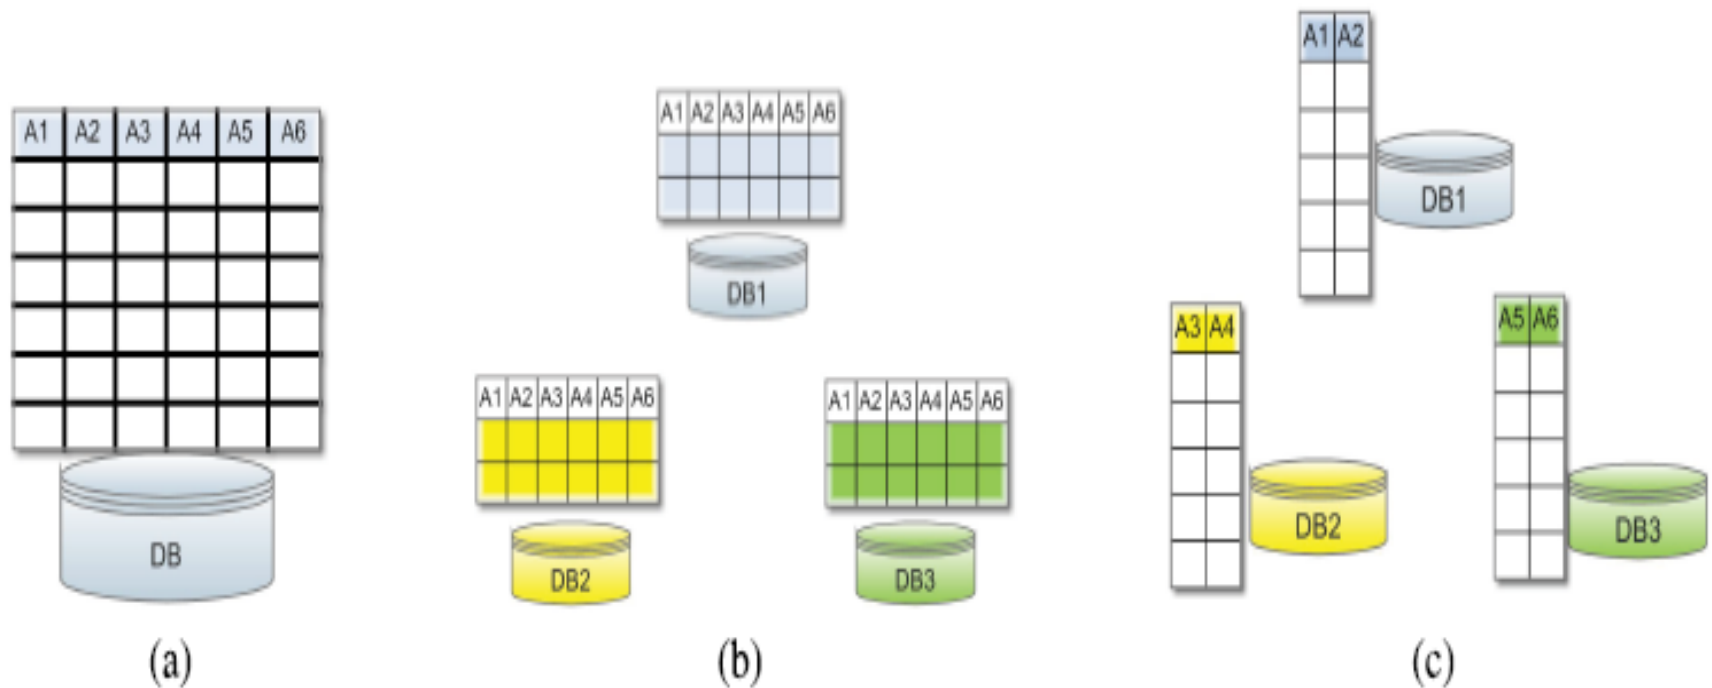 A1 A2 A3 A4 A5 A6
DB
(a)
A1 A2 A3 A4 A5 A6
DB1
A1 A2 A3 A4 A5 A6
DB2
A1 A2 A3 A4 A5 A6
DB3
(b)
A1 A2
DB1
A3 A4
DB2
A5 A6
DB3
(c)